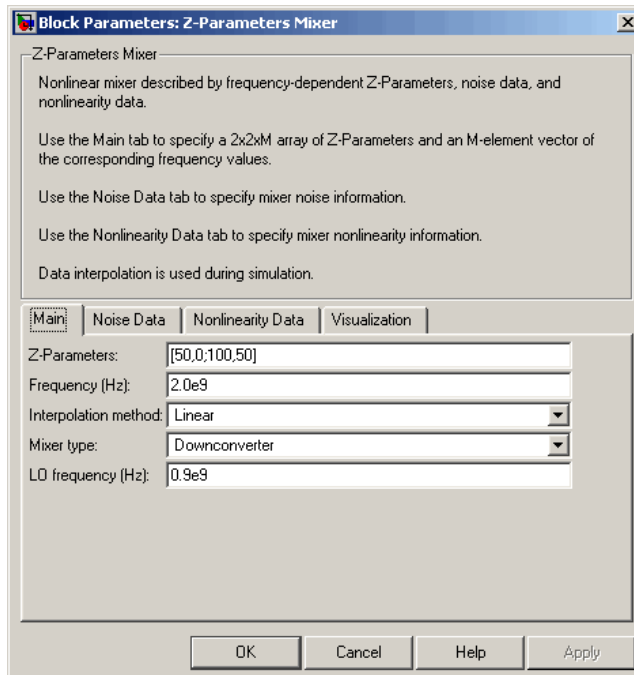 Block Parameters: Z-Parameters Mixer
Z-Parameters Mixer
Nonlinear mixer described by frequency-dependent Z-Parameters, noise data, and
nonlinearity data.
Use the Main tab to specify a 2x2xM array of Z-Parameters and an M-element vector of
the corresponding frequency values.
Use the Noise Data tab to specify mixer noise information.
Use the Nonlinearity Data tab to specify mixer nonlinearity information.
Data interpolation is used during simulation.
Main Noise Data Nonlinearity Data Visualization
Z-Parameters: [50,0;100,50]
Frequency (Hz): 2.0e9
Interpolation method: Linear
Mixer type: Downconverter
LO frequency (Hz): 0.9e9
OK Cancel Help Apply